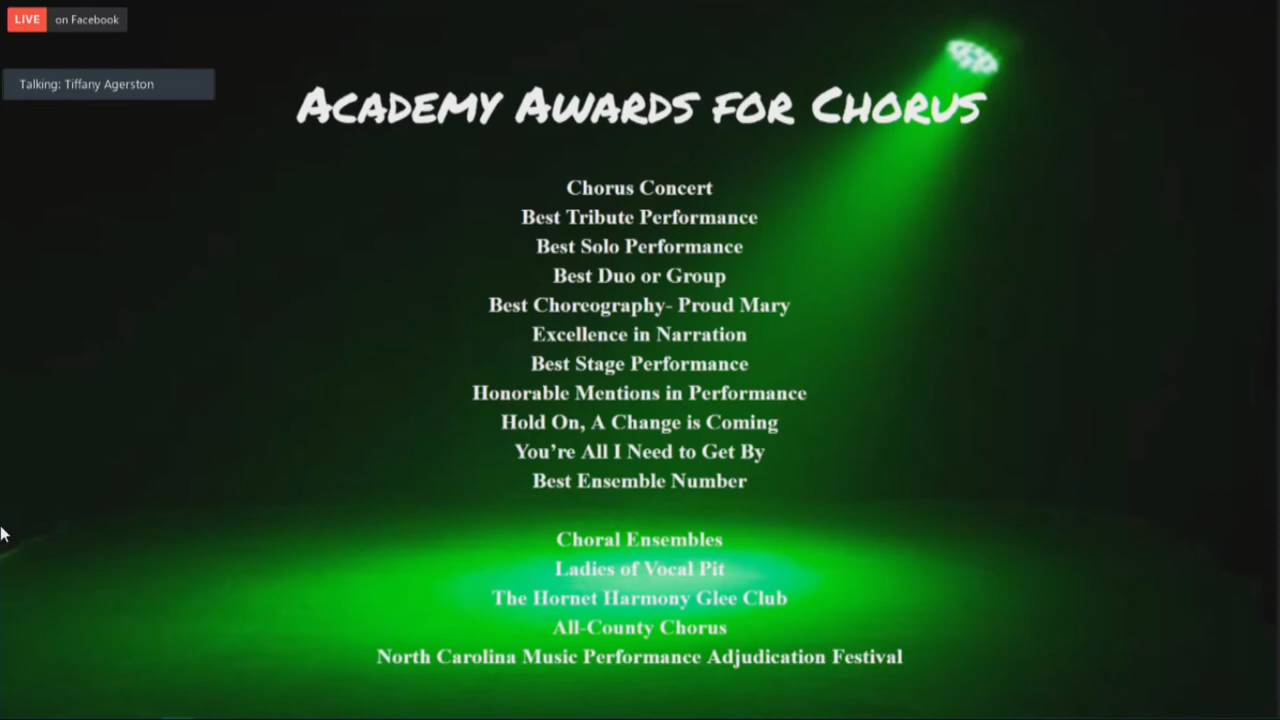 LIVE on Facebook
Talking: Tiffany Agerston
ACADEMY AWARDS FOR CHORUS
Chorus Concert
Best Tribute Performance
Best Solo Performance
Best Duo or Group
Best Choreography- Proud Mary
Excellence in Narration
Best Stage Performance
Honorable Mentions in Performance
Hold On, A Change is Coming
You’re All I Need to Get By
Best Ensemble Number
Choral Ensembles
Ladies of Vocal Pit
The Hornet Harmony Glee Club
All-County Chorus
North Carolina Music Performance Adjudication Festival